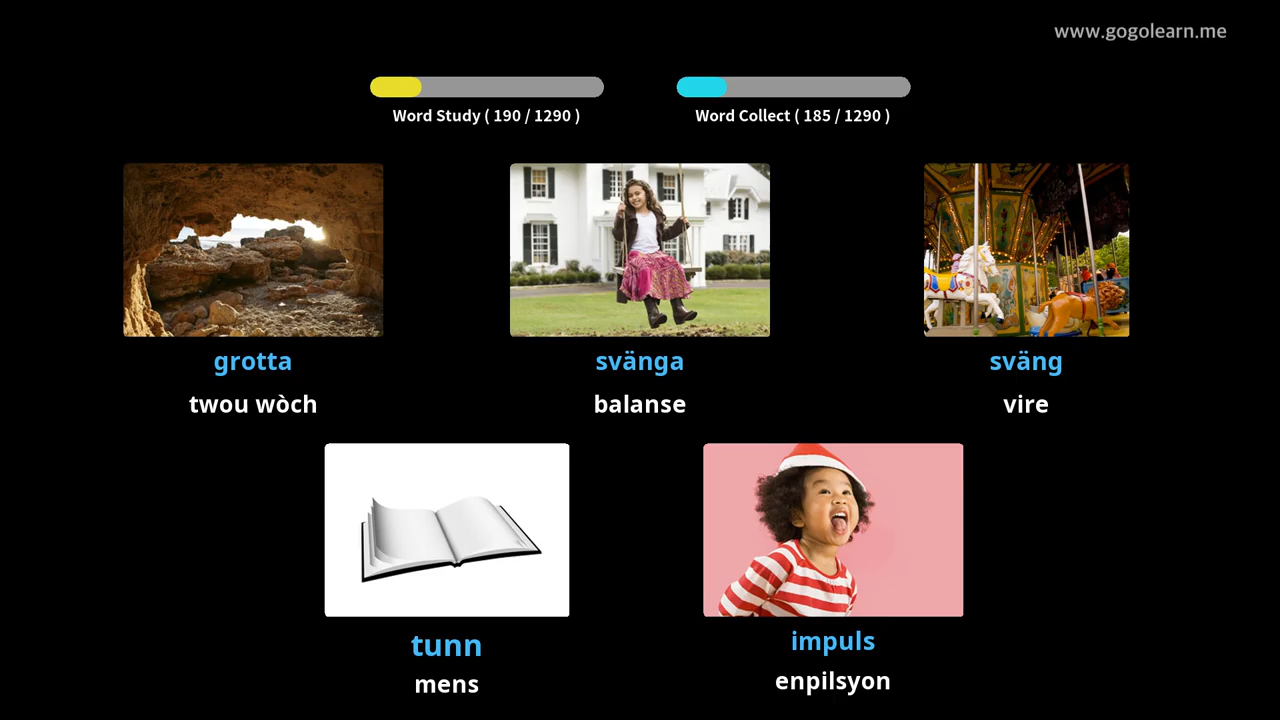 www.gogolearn.me
Word Study ( 190 / 1290 )
Word Collect ( 185 / 1290 )
grotta
twou wòch
svänga
balanse
sväng
vire
tunn
mens
impuls
enpilsyon